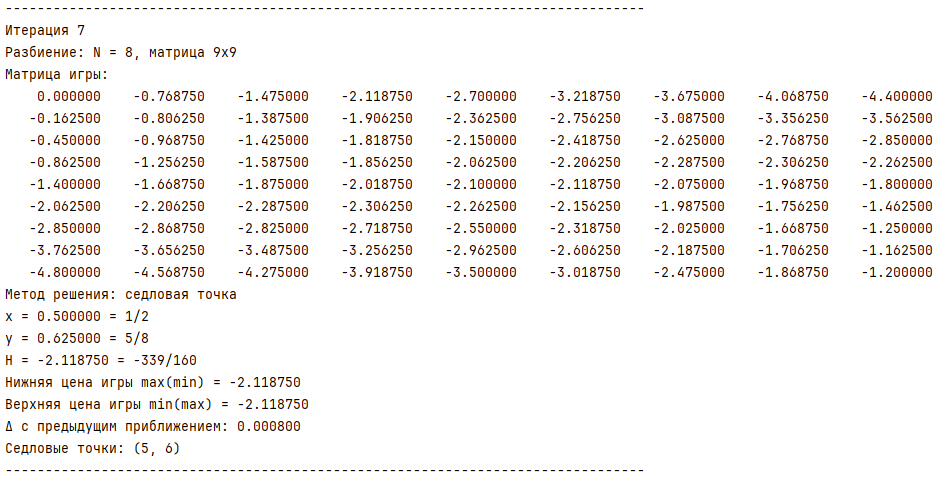 --------------------------------------------------------------------------------
Итерация 7
Разбиение: N = 8, матрица 9x9
Матрица игры:
0.000000 -0.768750 -1.475000 -2.118750 -2.700000 -3.218750 -3.675000 -4.068750 -4.400000
-0.162500 -0.806250 -1.387500 -1.906250 -2.362500 -2.756250 -3.087500 -3.356250 -3.562500
-0.450000 -0.968750 -1.425000 -1.818750 -2.150000 -2.418750 -2.625000 -2.768750 -2.850000
-0.862500 -1.256250 -1.587500 -1.856250 -2.062500 -2.206250 -2.287500 -2.306250 -2.262500
-1.400000 -1.668750 -1.875000 -2.018750 -2.100000 -2.118750 -2.075000 -1.968750 -1.800000
-2.062500 -2.206250 -2.287500 -2.306250 -2.262500 -2.156250 -1.987500 -1.756250 -1.462500
-2.850000 -2.868750 -2.825000 -2.718750 -2.550000 -2.318750 -2.025000 -1.668750 -1.250000
-3.762500 -3.656250 -3.487500 -3.256250 -2.962500 -2.606250 -2.187500 -1.706250 -1.162500
-4.800000 -4.568750 -4.275000 -3.918750 -3.500000 -3.018750 -2.475000 -1.868750 -1.200000
Метод решения: седловая точка
x = 0.500000 = 1/2
y = 0.625000 = 5/8
H = -2.118750 = -339/160
Нижняя цена игры max(min) = -2.118750
Верхняя цена игры min(max) = -2.118750
Δ с предыдущим приближением: 0.000800
Седловые точки: (5, 6)
--------------------------------------------------------------------------------